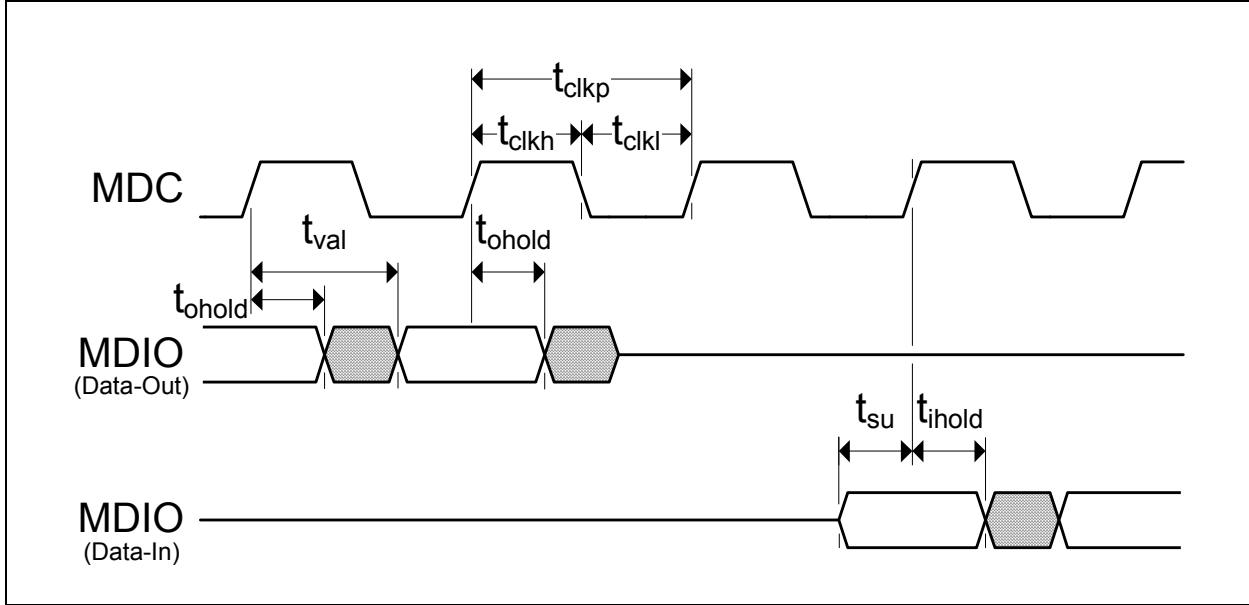 tclkp
tclkh tclkl
MDC
tval tohold
tohold
MDIO
(Data-Out)
tsu tihold
MDIO
(Data-In)